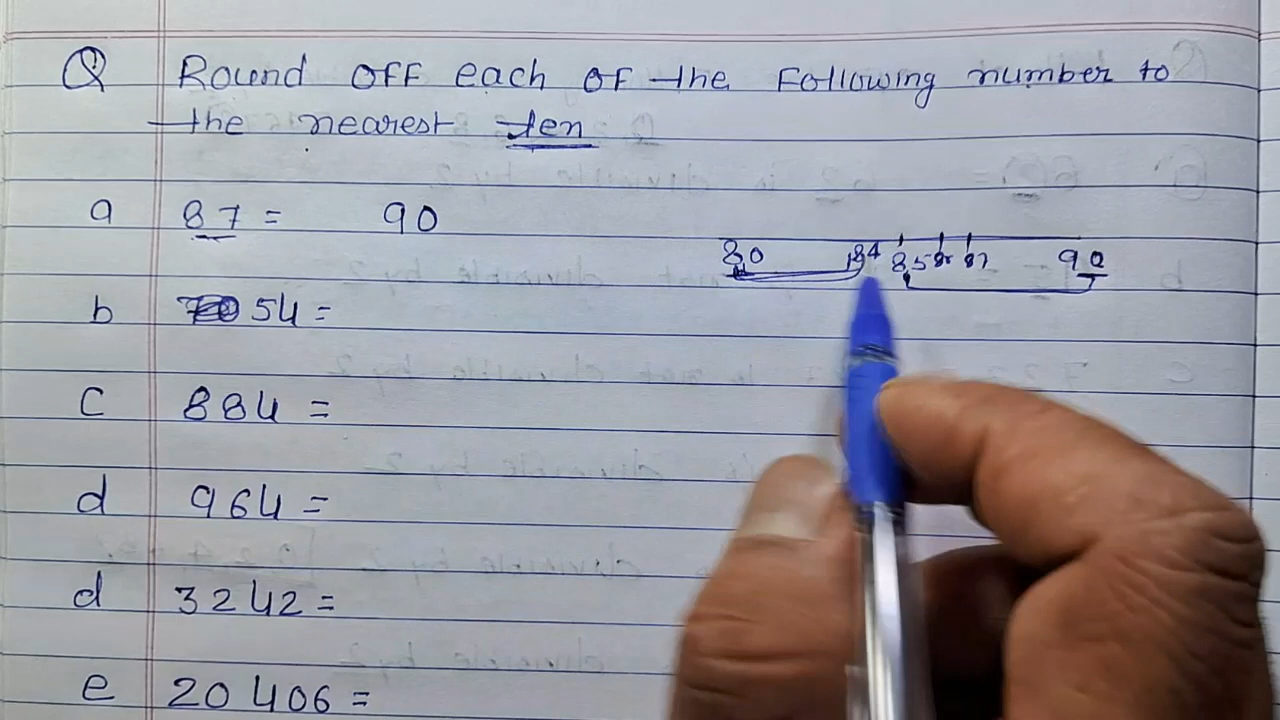 Q Round off each of the following number to
the nearest ten
a 87 = 90
80 84 85 87 90
b 54 =
c 884 =
d 964 =
d 3242 =
e 20406 =